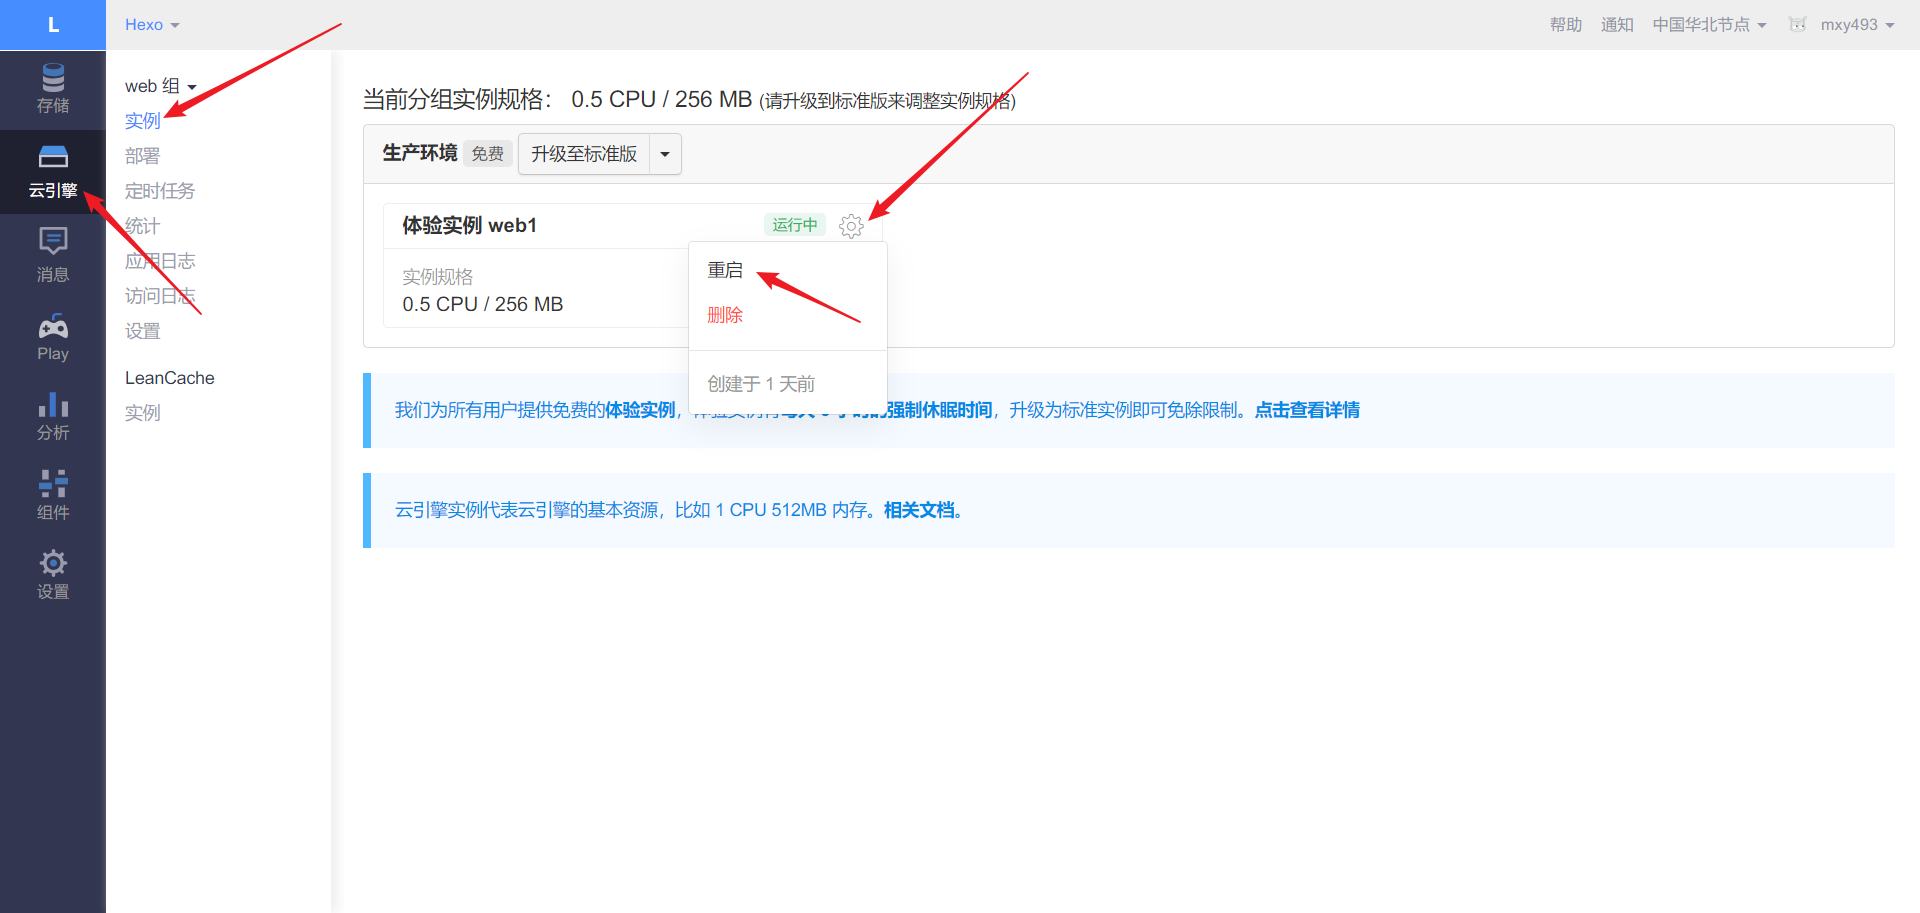 L
Hexo
帮助 通知 中国华北节点 mxy493
存储
云引擎
消息
Play
分析
组件
设置
web 组
实例
部署
定时任务
统计
应用日志
访问日志
设置
LeanCache
实例
当前分组实例规格： 0.5 CPU / 256 MB (请升级到标准版来调整实例规格)
生产环境 免费 升级至标准版
体验实例 web1 运行中
实例规格
0.5 CPU / 256 MB
重启
删除
创建于 1 天前
我们为所有用户提供免费的体验实例，强制休眠时间，升级为标准实例即可免除限制。点击查看详情
云引擎实例代表云引擎的基本资源，比如 1 CPU 512MB 内存。相关文档。